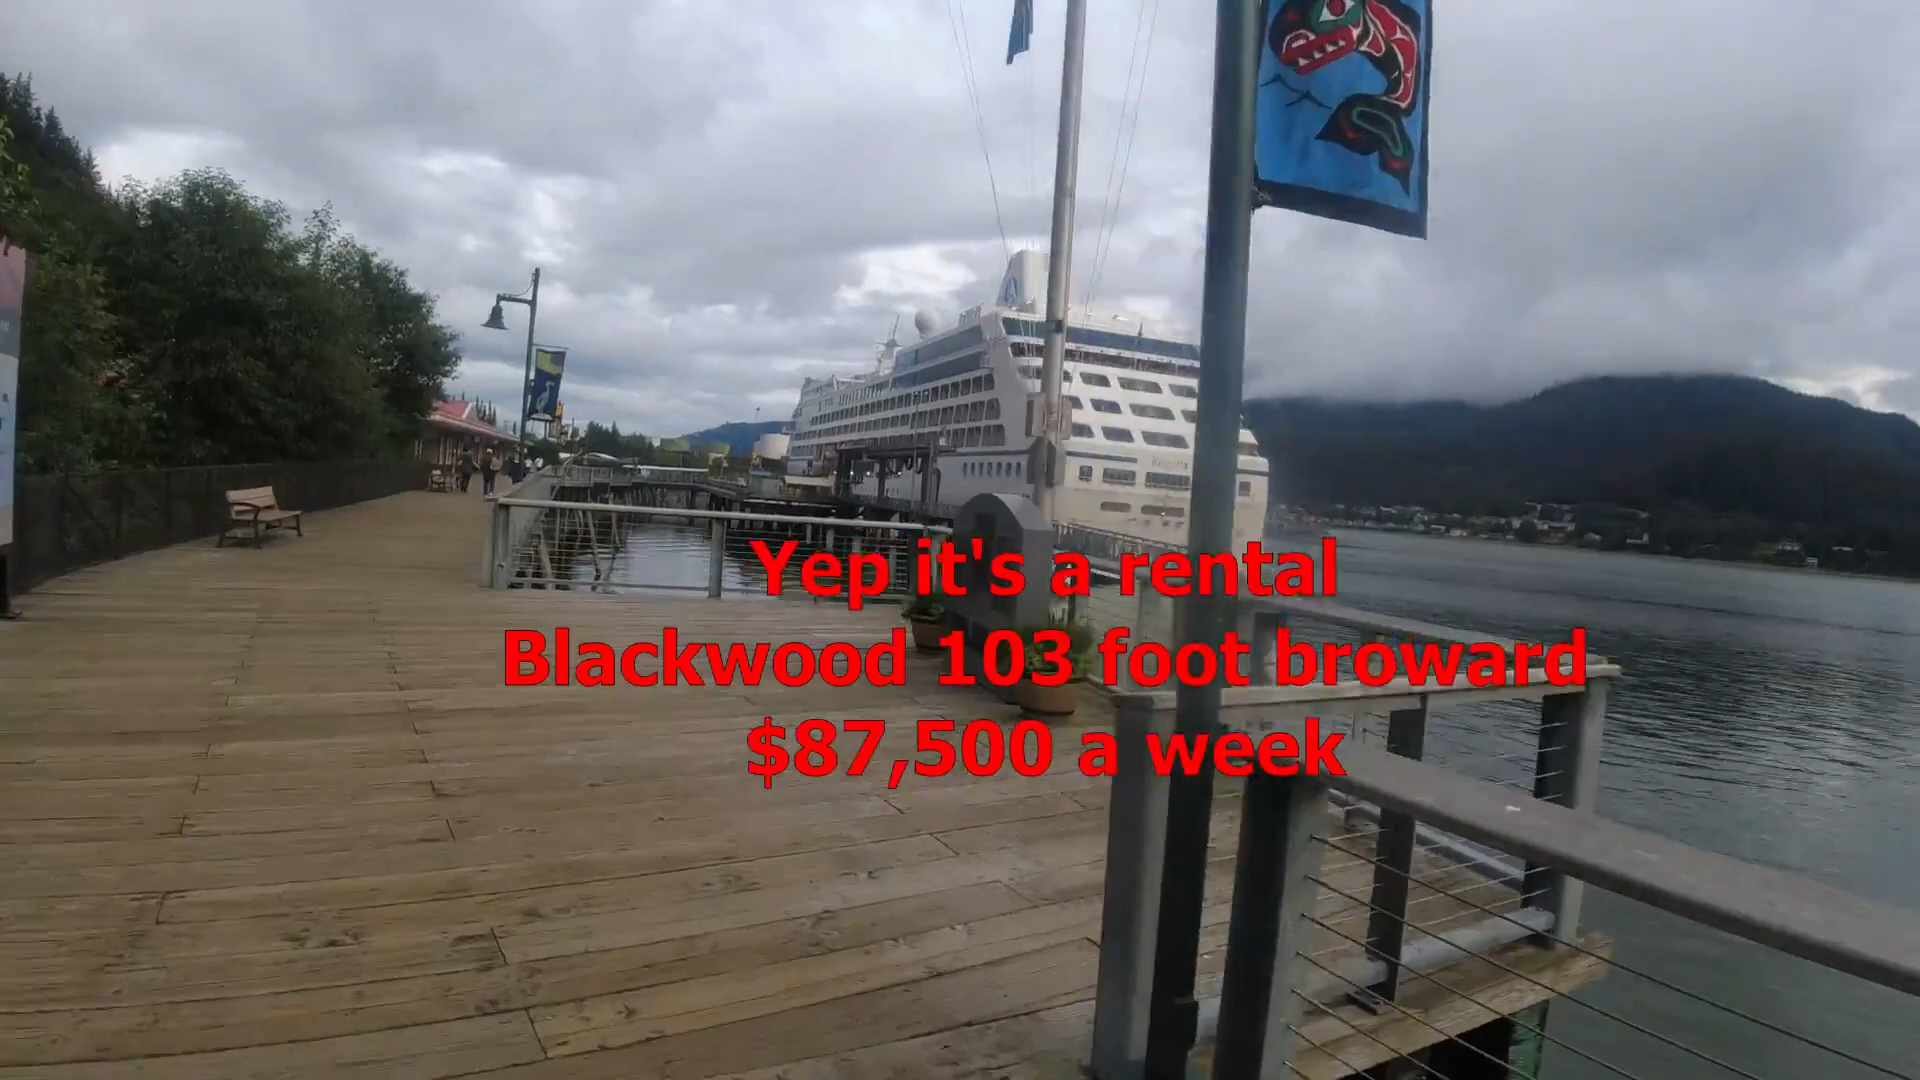 Yep it's a rental
Blackwood 103 foot broward
$87,500 a week